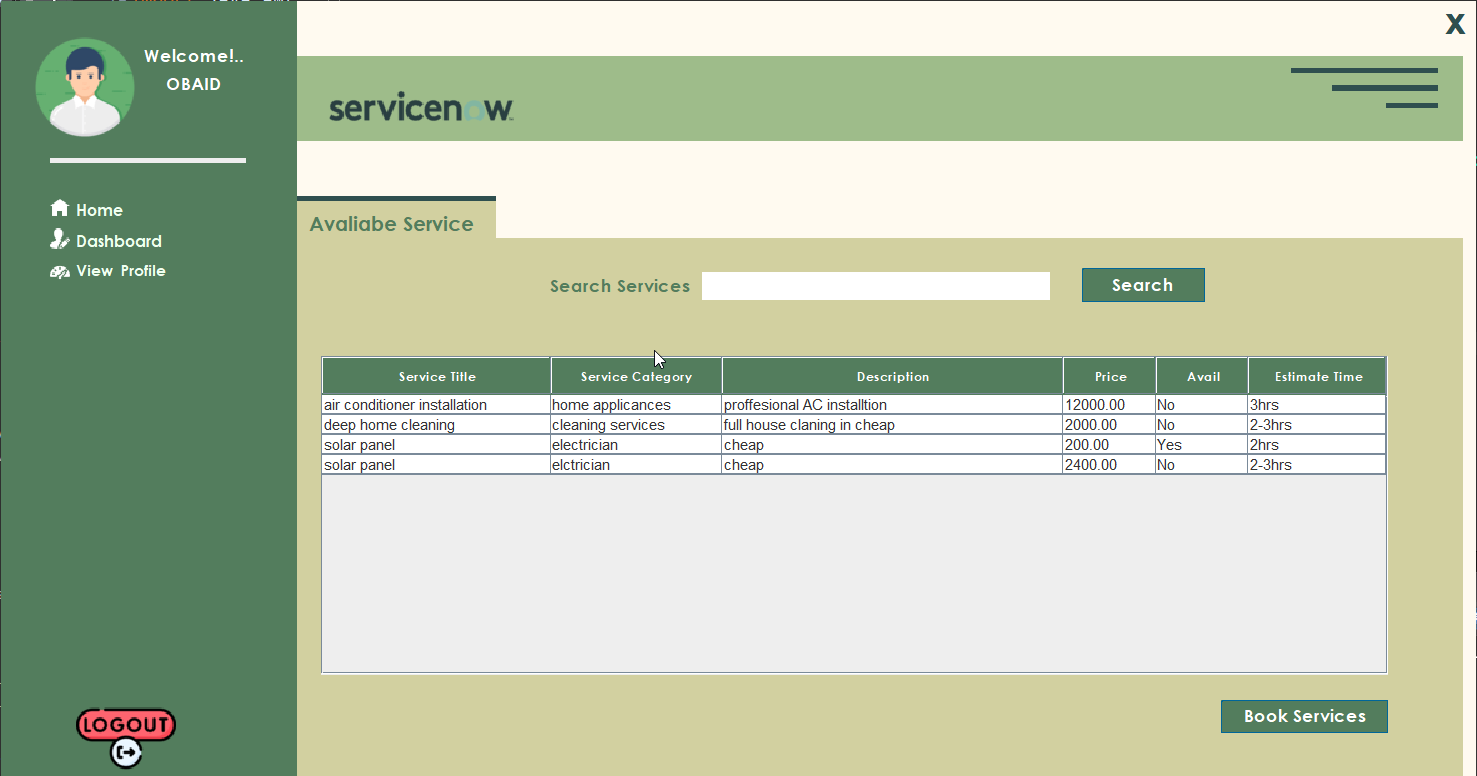 X
Welcome!..
OBAID
servicenow
Home
Dashboard
View Profile
Avaliabe Service
Search Services Search
Service Title Service Category Description Price Avail Estimate Time
air conditioner installation home applicances proffesional AC installtion 12000.00 No 3hrs
deep home cleaning cleaning services full house claning in cheap 2000.00 No 2-3hrs
solar panel electrician cheap 200.00 Yes 2hrs
solar panel elctrician cheap 2400.00 No 2-3hrs
Book Services
LOGOUT